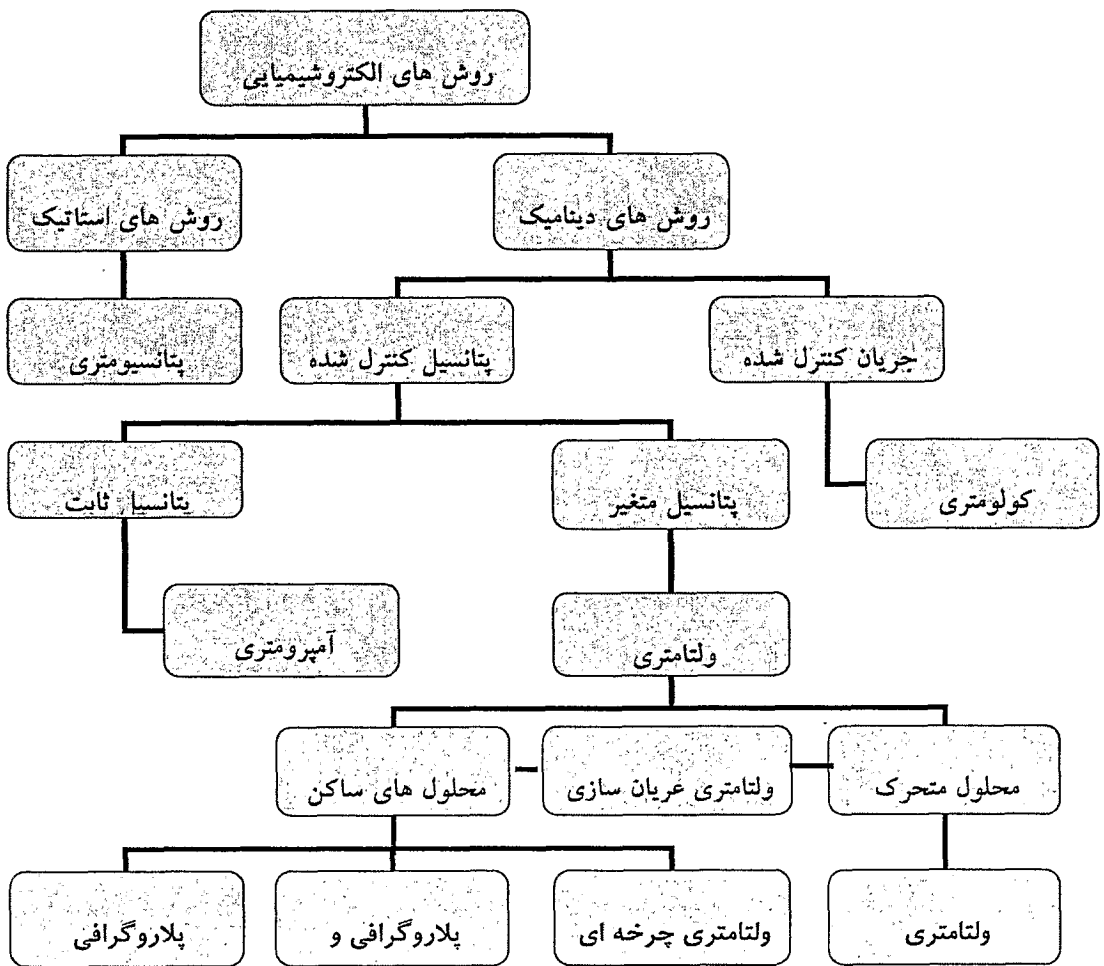 روش های الکتروشیمیایی
روش های دینامیک
روش های استاتیک
جریان کنترل شده
پتانسیل کنترل شده
پتانسیومتری
کولومتری
پتانسیل متغیر
پتانسیل ثابت
ولتامتری
آمپرومتری
محلول متحرک
ولتامتری عریان سازی
محلول های ساکن
ولتامتری
ولتامتری چرخه ای
پلاروگرافی و
پلاروگرافی